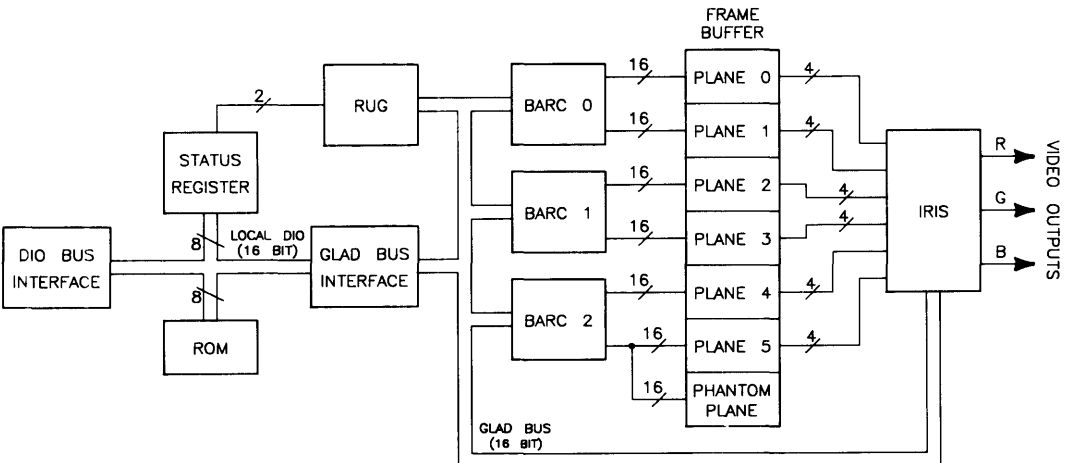 FRAME
BUFFER
DIO BUS
INTERFACE
STATUS
REGISTER
8
8
ROM
LOCAL DIO
(16 BIT)
2
RUG
GLAD BUS
INTERFACE
BARC 0
BARC 1
BARC 2
16
16
16
16
16
16
16
PLANE 0
PLANE 1
PLANE 2
PLANE 3
PLANE 4
PLANE 5
PHANTOM
PLANE
4
4
4
4
4
4
IRIS
R
G
B
VIDEO OUTPUTS
GLAD BUS
(16 BIT)